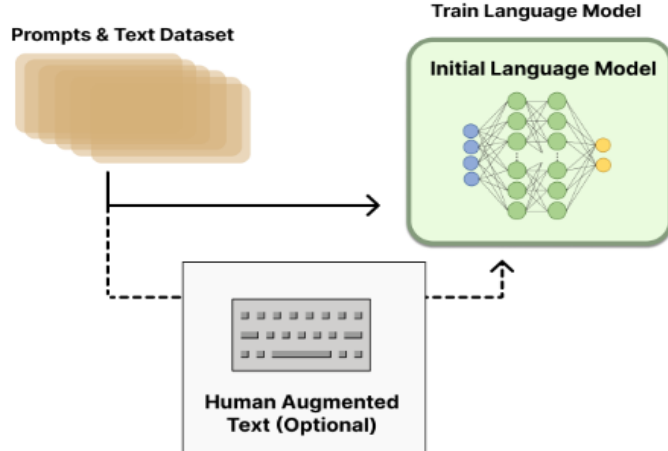 Train Language Model
Prompts & Text Dataset
Initial Language Model
Human Augmented
Text (Optional)